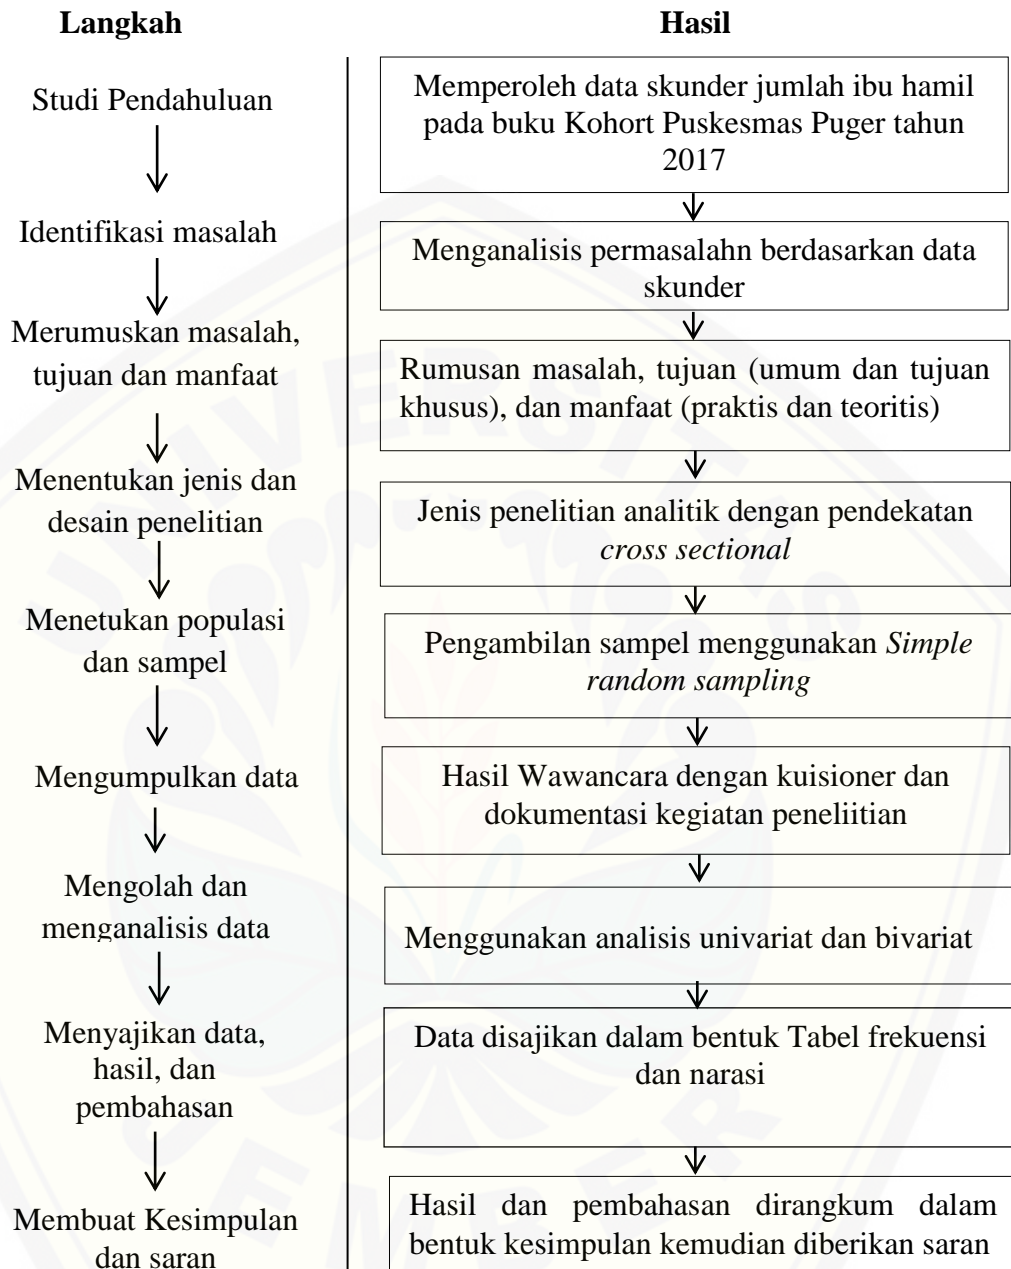 Langkah
Hasil
Studi Pendahuluan
Memperoleh data skunder jumlah ibu hamil
pada buku Kohort Puskesmas Puger tahun
2017
Identifikasi masalah
Menganalisis permasalahn berdasarkan data
skunder
Merumuskan masalah,
tujuan dan manfaat
Rumusan masalah, tujuan (umum dan tujuan
khusus), dan manfaat (praktis dan teoritis)
Menentukan jenis dan
desain penelitian
Jenis penelitian analitik dengan pendekatan
cross sectional
Menetukan populasi
dan sampel
Pengambilan sampel menggunakan Simple
random sampling
Mengumpulkan data
Hasil Wawancara dengan kuisioner dan
dokumentasi kegiatan peneliitian
Mengolah dan
menganalisis data
Menggunakan analisis univariat dan bivariat
Menyajikan data,
hasil, dan
pembahasan
Data disajikan dalam bentuk Tabel frekuensi
dan narasi
Membuat Kesimpulan
dan saran
Hasil dan pembahasan dirangkum dalam
bentuk kesimpulan kemudian diberikan saran
UNIVERSITAS
JEMBER